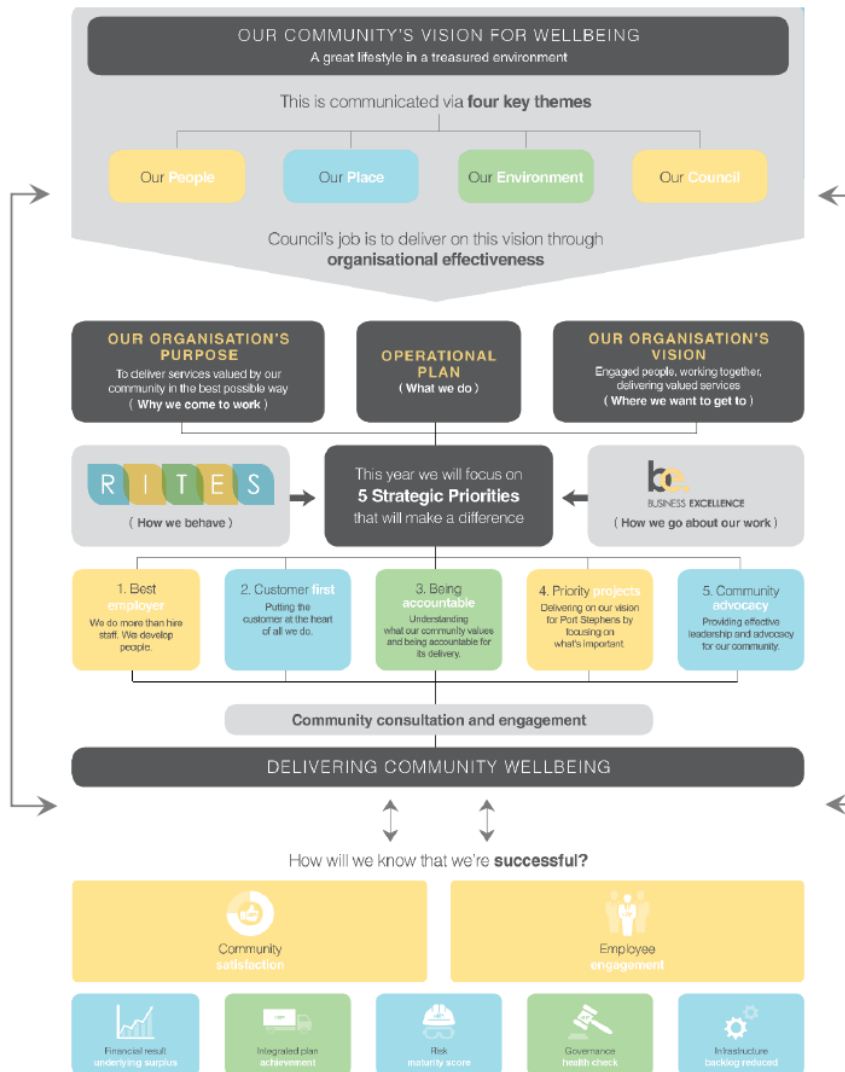 OUR COMMUNITY'S VISION FOR WELLBEING
A great lifestyle in a treasured environment
This is communicated via four key themes
Our People
Our Place
Our Environment
Our Council
Council's job is to deliver on this vision through
organisational effectiveness
OUR ORGANISATION'S
PURPOSE
To deliver services valued by our
community in the best possible way
( Why we come to work )
OPERATIONAL
PLAN
( What we do )
OUR ORGANISATION'S
VISION
Engaged people, working together,
delivering valued services
( Where we want to get to )
RITES
( How we behave )
This year we will focus on
5 Strategic Priorities
that will make a difference
be.
BUSINESS EXCELLENCE
( How we go about our work )
1. Best
employer
We do more than hire
staff. We develop
people.
2. Customer first
Putting the
customer at the heart
of all we do.
3. Being
accountable
Understanding
what our community values
and being accountable for
its delivery.
4. Priority projects
Delivering on our vision
for Port Stephens by
focusing on
what's important.
5. Community
advocacy
Providing effective
leadership and advocacy
for our community.
Community consultation and engagement
DELIVERING COMMUNITY WELLBEING
How will we know that we're successful?
Community
satisfaction
Employee
engagement
Financial result
underlying surplus
Integrated plan
achievement
Risk
maturity score
Governance
health check
Infrastructure
backlog reduced